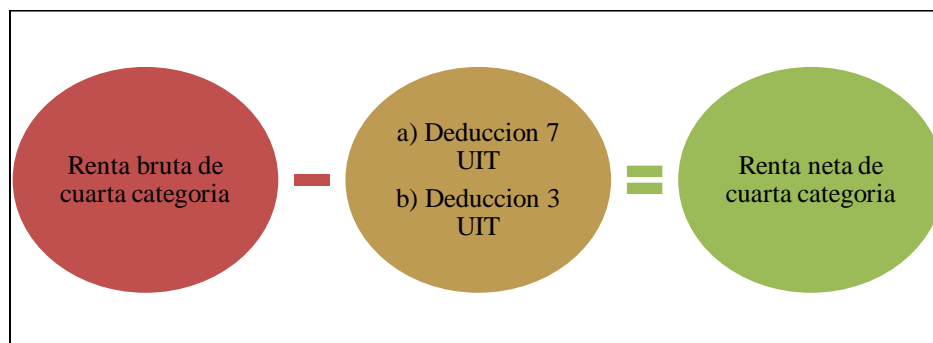 Renta bruta de
cuarta categoria
a) Deduccion 7
UIT
b) Deduccion 3
UIT
Renta neta de
cuarta categoria